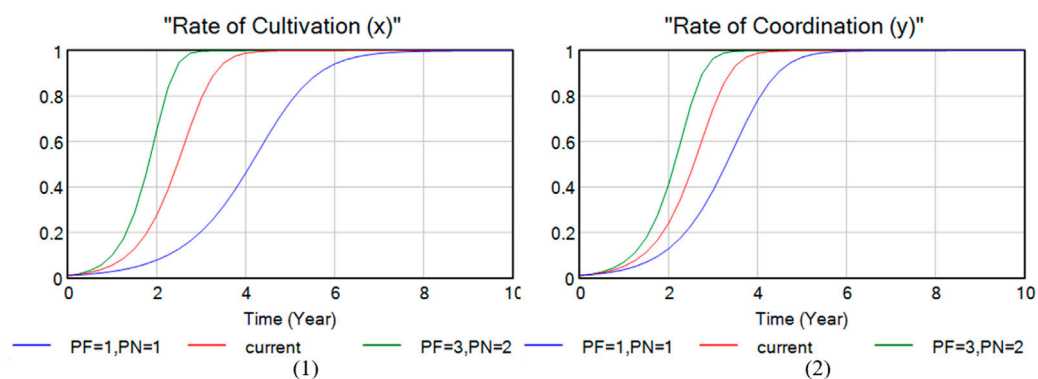 "Rate of Cultivation (x)"
1
0.8
0.6
0.4
0.2
0
0 2 4 6 8 10
Time (Year)
PF=1,PN=1 current PF=3,PN=2
(1)
"Rate of Coordination (y)"
1
0.8
0.6
0.4
0.2
0
0 2 4 6 8 10
Time (Year)
PF=1,PN=1 current PF=3,PN=2
(2)